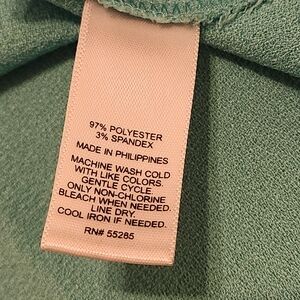 97% POLYESTER
3% SPANDEX
MADE IN PHILIPPINES
MACHINE WASH COLD
WITH LIKE COLORS.
GENTLE CYCLE.
ONLY NON-CHLORINE
BLEACH WHEN NEEDED.
LINE DRY.
COOL IRON IF NEEDED.
RN# 55285